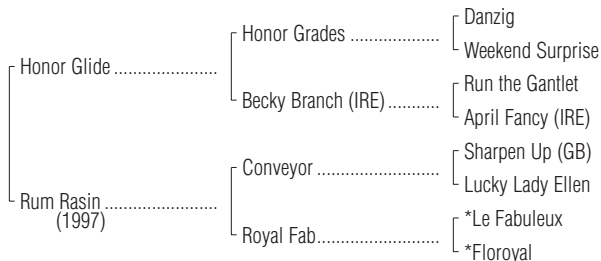 Danzig
Honor Grades ...................
Weekend Surprise
Honor Glide ......................
Run the Gantlet
Becky Branch (IRE) ...........
April Fancy (IRE)
Sharpen Up (GB)
Conveyor ..........................
Lucky Lady Ellen
Rum Rasin ........................
(1997)
*Le Fabuleux
Royal Fab..........................
*Floroyal